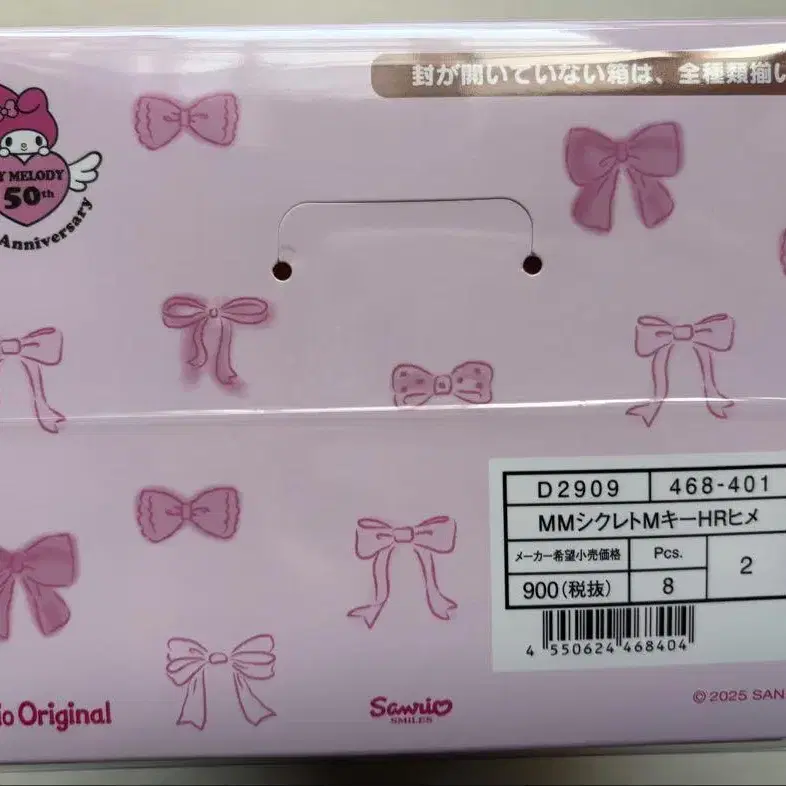 封が開いていない箱は、全種類揃い
Y MELODY
50th
Anniversary
D2909 468-401
MMシクレトMキーHRヒメ
メーカー希望小売価格 Pcs. 2
900(税抜) 8
4 550624 468404
io Original
Sanrio
SMILES
© 2025 SAN